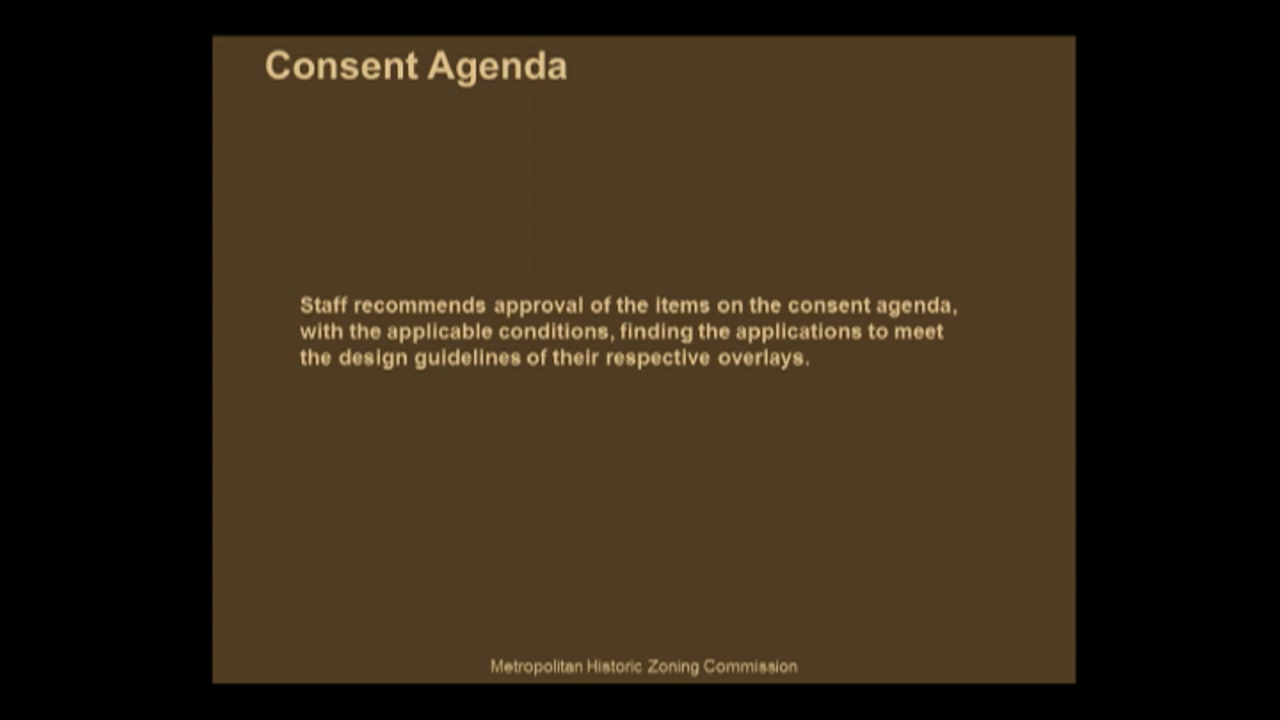 Consent Agenda
Staff recommends approval of the items on the consent agenda,
with the applicable conditions, finding the applications to meet
the design guidelines of their respective overlays.
Metropolitan Historic Zoning Commission